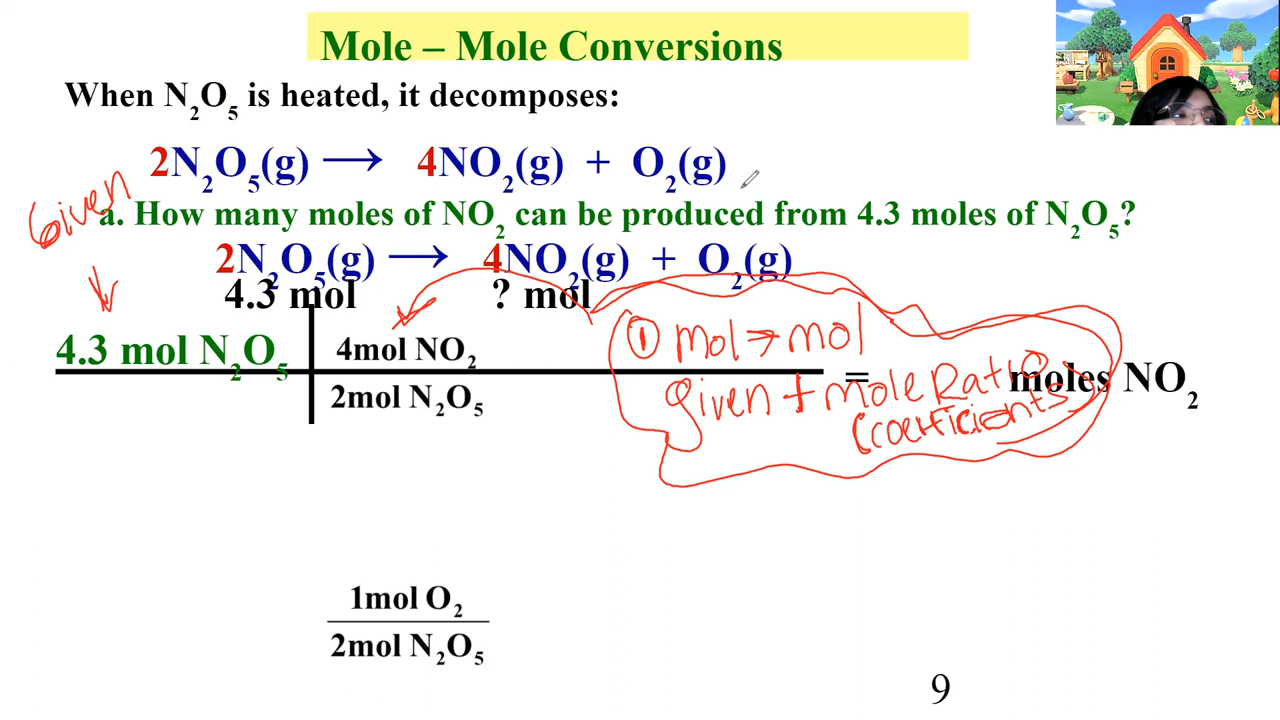 Mole – Mole Conversions
When N₂O₅ is heated, it decomposes:
2N₂O₅(g) ⟶ 4NO₂(g) + O₂(g)
Given
a. How many moles of NO₂ can be produced from 4.3 moles of N₂O₅?
2N₂O₅(g) ⟶ 4NO₂(g) + O₂(g)
4.3 mol ? mol
4.3 mol N₂O₅ 4mol NO₂
2mol N₂O₅
= moles NO₂
① mol → mol
given + mole Ratio
(coefficients)
1mol O₂
2mol N₂O₅
9